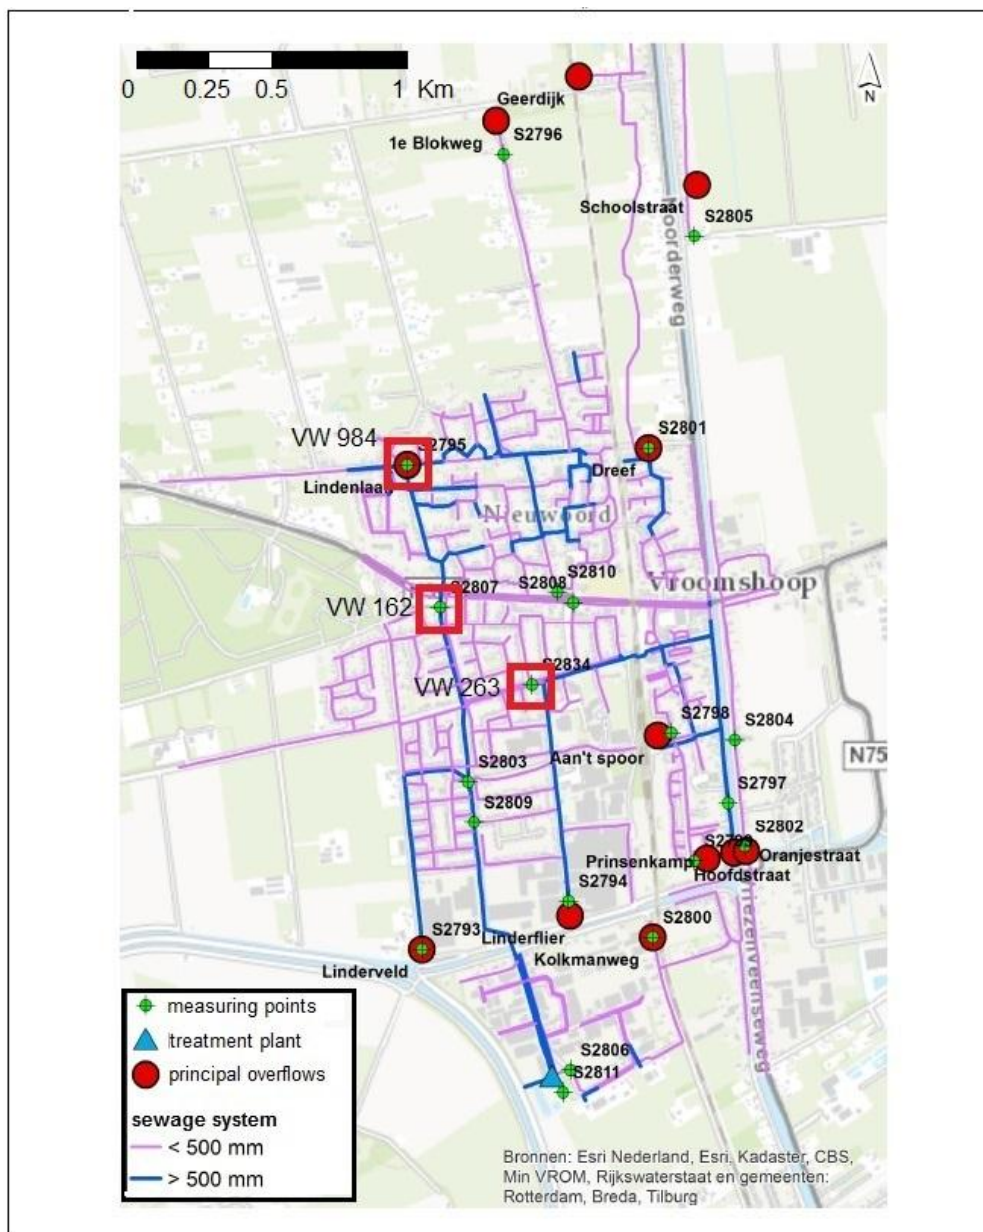 0 0.25 0.5 1 Km
N
Geerdijk
S2796
1e Blokweg
Schoolstraat
S2805
Noorderweg
VW 984
S2795
S2801
Lindenlaag
Dreef
Nieuwoord
S2807
S2808
S2810
Vroomshoop
VW 162
S2834
VW 263
S2798
S2804
Aan't spoor
N75
S2803
S2797
S2809
S2802
Prinsenkamp
Oranjestraat
Hoofdstraat
S2794
S2793
Linderflier
S2800
Kolkmanweg
Linderveld
iezenveenseweg
measuring points
S2806
treatment plant
S2811
principal overflows
sewage system
< 500 mm
> 500 mm
Bronnen: Esri Nederland, Esri, Kadaster, CBS,
Min VROM, Rijkswaterstaat en gemeenten:
Rotterdam, Breda, Tilburg